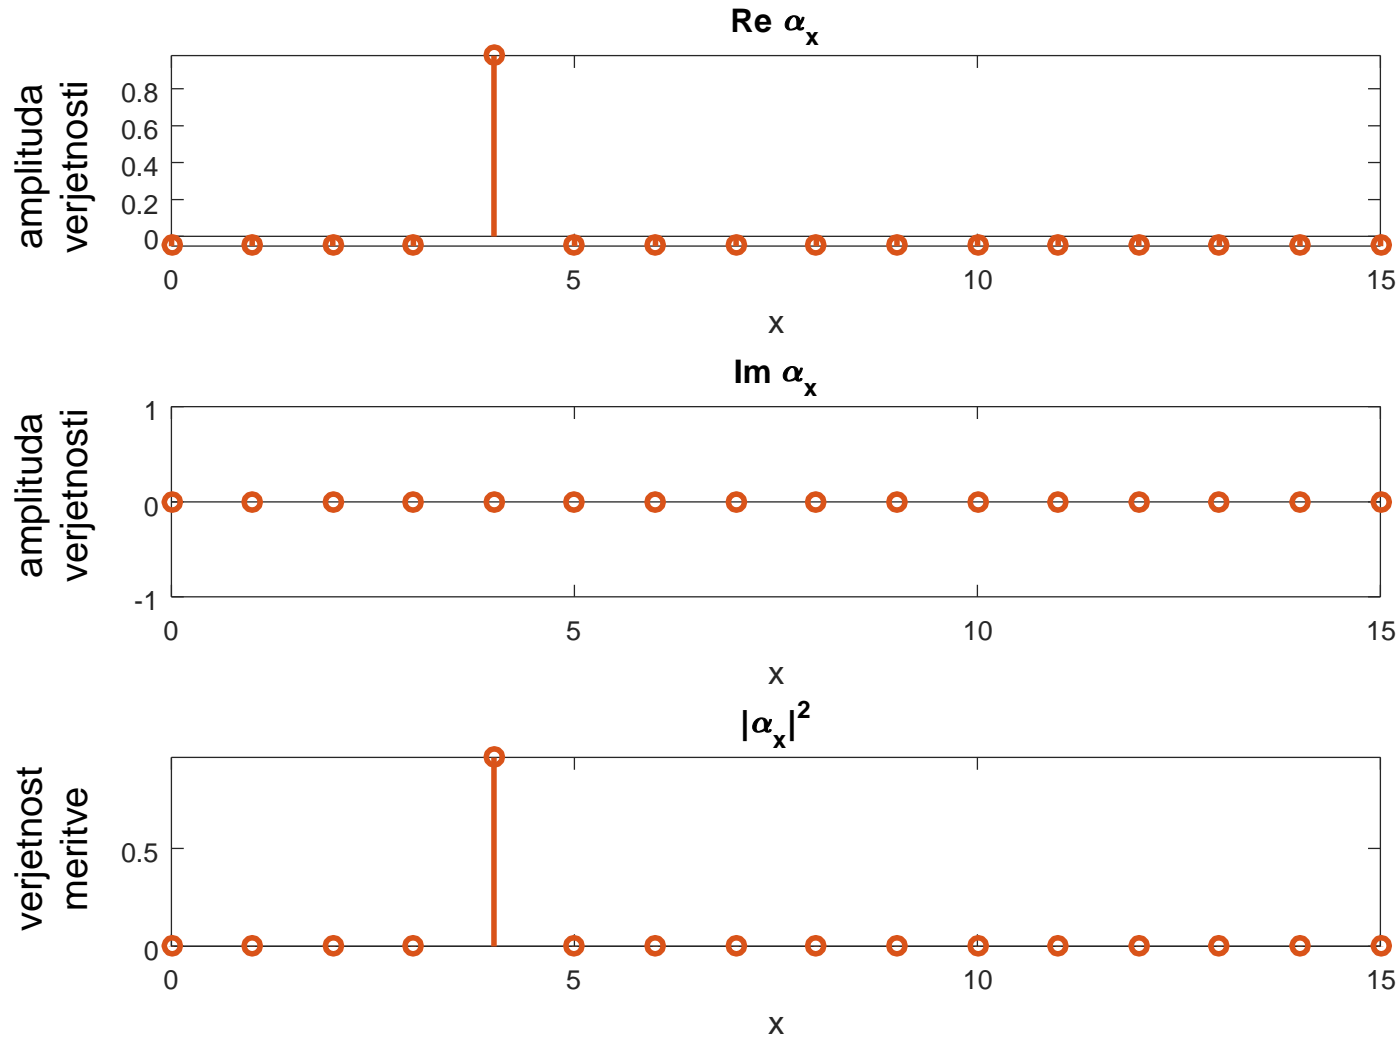 Re αx
amplituda
verjetnosti
0.8
0.6
0.4
0.2
0
0 5 10 15
x
Im αx
amplituda
verjetnosti
1
0
-1
0 5 10 15
x
|αx|²
verjetnost
meritve
0.5
0
0 5 10 15
x